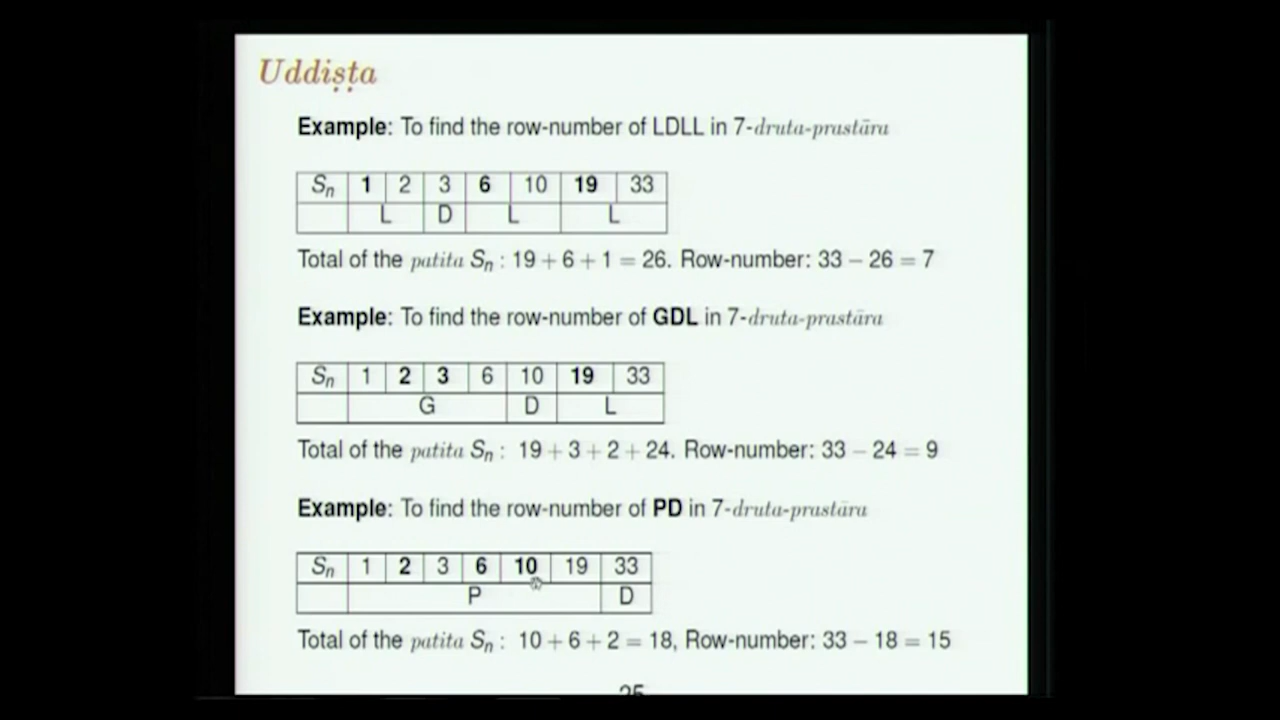 Uddiṣṭa
Example: To find the row-number of LDLL in 7-druta-prastāra
Sn 1 2 3 6 10 19 33
L D L L
Total of the patita Sn : 19 + 6 + 1 = 26. Row-number: 33 − 26 = 7
Example: To find the row-number of GDL in 7-druta-prastāra
Sn 1 2 3 6 10 19 33
G D L
Total of the patita Sn : 19 + 3 + 2 + 24. Row-number: 33 − 24 = 9
Example: To find the row-number of PD in 7-druta-prastāra
Sn 1 2 3 6 10 19 33
P D
Total of the patita Sn : 10 + 6 + 2 = 18, Row-number: 33 − 18 = 15